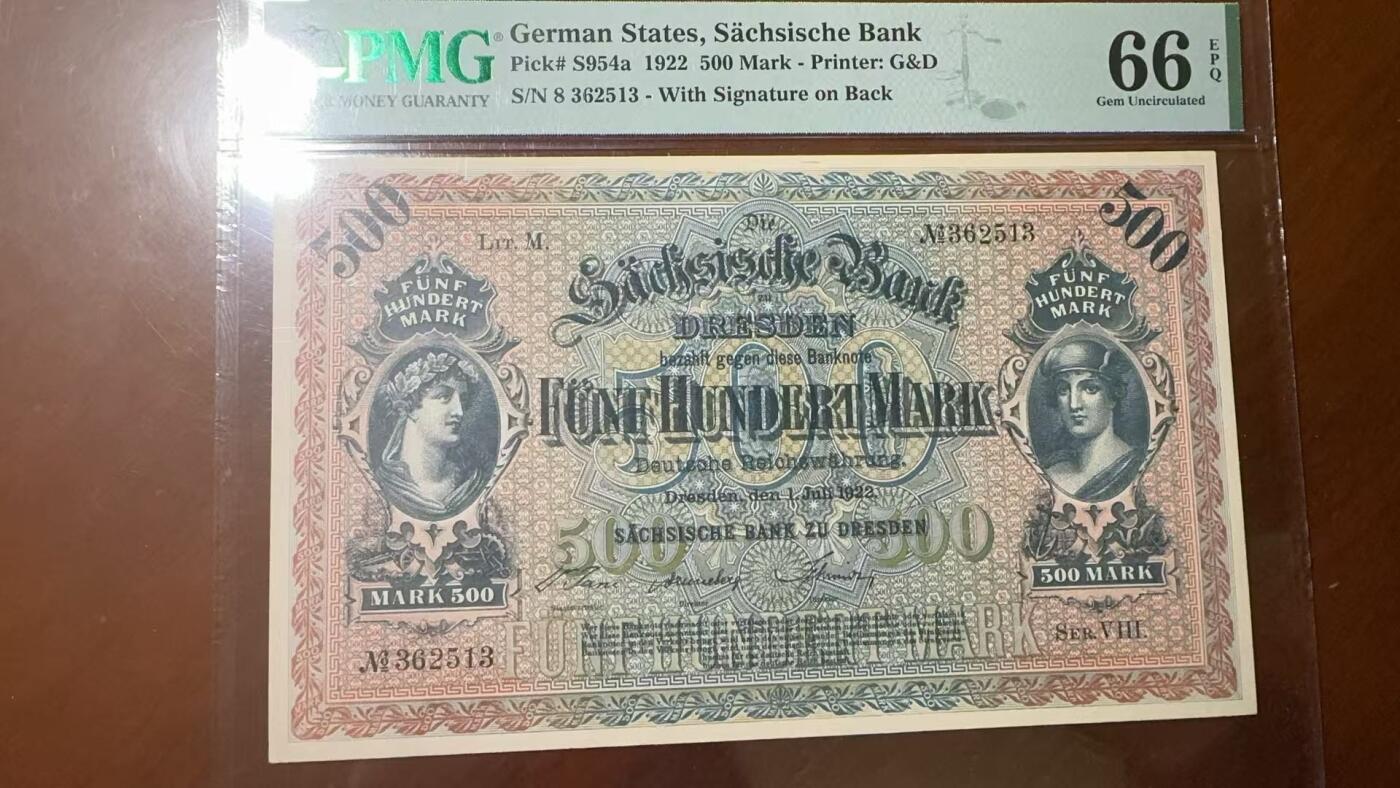 PMG® German States, Sächsische Bank
Pick# S954a 1922 500 Mark - Printer: G&D
MONEY GUARANTY S/N 8 362513 - With Signature on Back
66 EPQ
Gem Uncirculated
500 500
LIT. M. Die №362513
Sächsische Bank
zu
DRESDEN
FÜNF HUNDERT MARK
FÜNF HUNDERT MARK
bezahlt gegen diese Banknote
500
FÜNF HUNDERT MARK
Deutsche Reichswährung.
Dresden, den 1. Juli 1922.
SÄCHSISCHE BANK ZU DRESDEN
500 500
MARK 500 500 MARK
FÜNF HUNDERT MARK
SER. VIII.
№362513